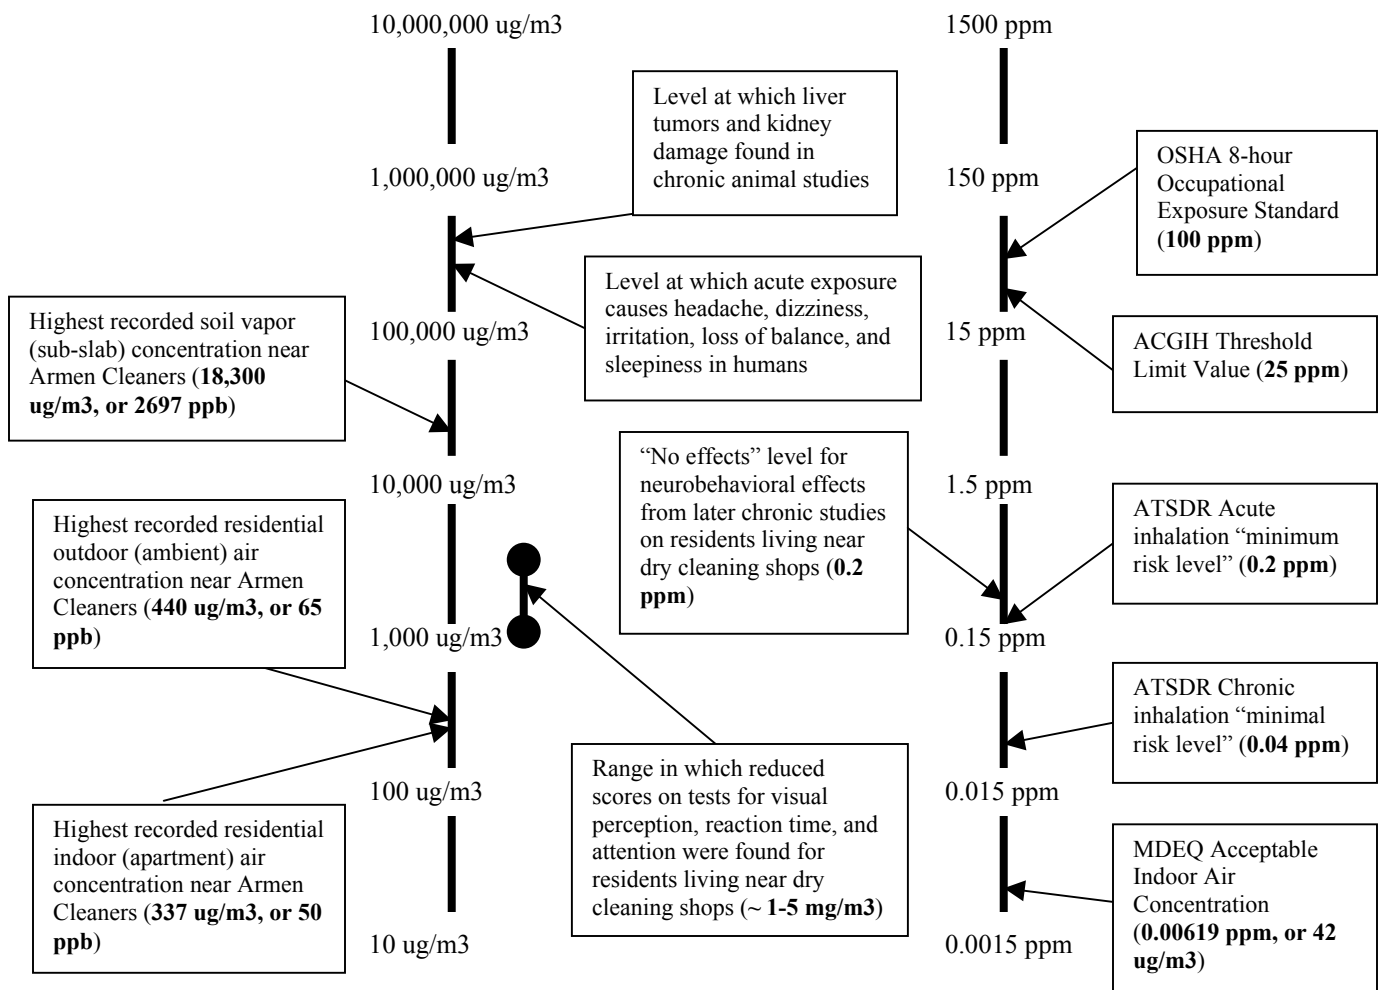 10,000,000 ug/m3
1500 ppm
Level at which liver
tumors and kidney
damage found in
chronic animal studies
OSHA 8-hour
Occupational
Exposure Standard
(100 ppm)
1,000,000 ug/m3
150 ppm
Level at which acute exposure
causes headache, dizziness,
irritation, loss of balance, and
sleepiness in humans
Highest recorded soil vapor
(sub-slab) concentration near
Armen Cleaners (18,300
ug/m3, or 2697 ppb)
100,000 ug/m3
15 ppm
ACGIH Threshold
Limit Value (25 ppm)
“No effects” level for
neurobehavioral effects
from later chronic studies
on residents living near
dry cleaning shops (0.2
ppm)
10,000 ug/m3
1.5 ppm
ATSDR Acute
inhalation “minimum
risk level” (0.2 ppm)
Highest recorded residential
outdoor (ambient) air
concentration near Armen
Cleaners (440 ug/m3, or 65
ppb)
1,000 ug/m3
0.15 ppm
ATSDR Chronic
inhalation “minimal
risk level” (0.04 ppm)
Range in which reduced
scores on tests for visual
perception, reaction time, and
attention were found for
residents living near dry
cleaning shops (~ 1-5 mg/m3)
100 ug/m3
0.015 ppm
Highest recorded residential
indoor (apartment) air
concentration near Armen
Cleaners (337 ug/m3, or 50
ppb)
MDEQ Acceptable
Indoor Air
Concentration
(0.00619 ppm, or 42
ug/m3)
10 ug/m3
0.0015 ppm